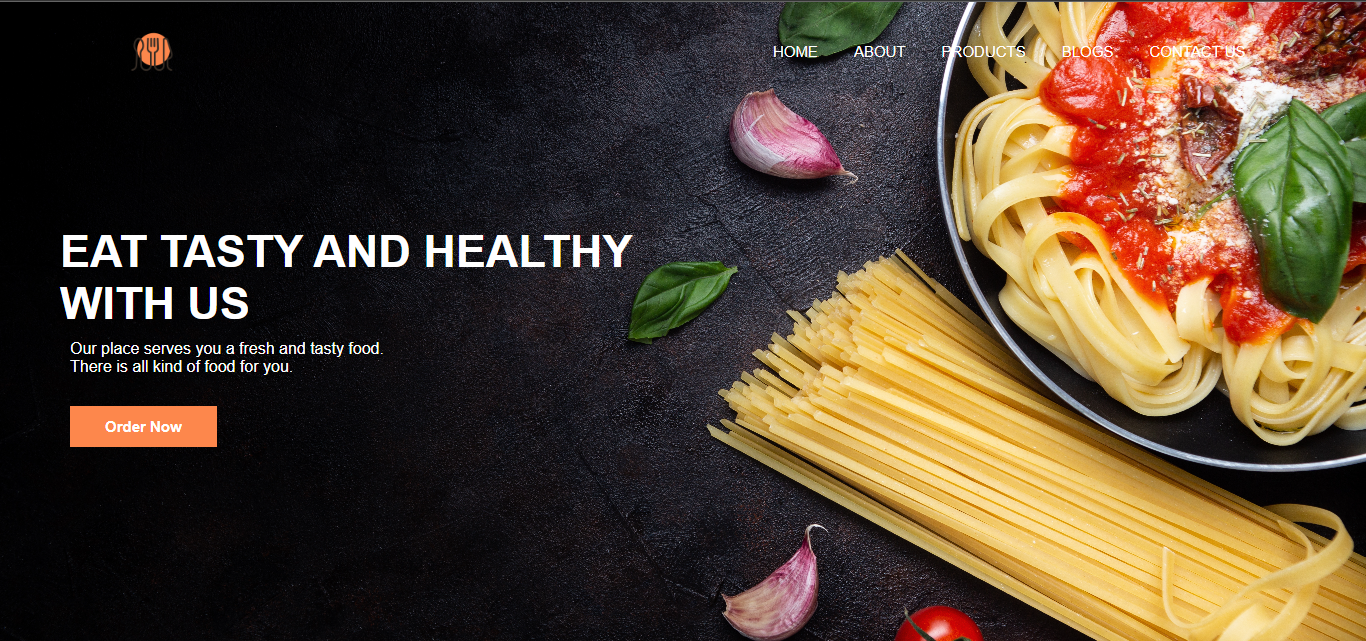 HOME ABOUT PRODUCTS BLOGS CONTACT US
EAT TASTY AND HEALTHY
WITH US
Our place serves you a fresh and tasty food.
There is all kind of food for you.
Order Now